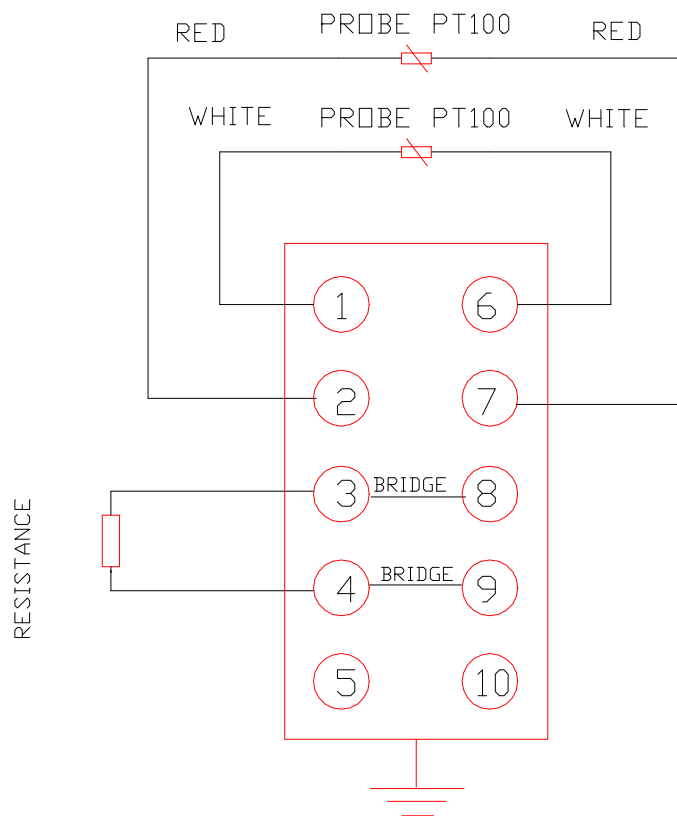 RED PROBE PT100 RED
WHITE PROBE PT100 WHITE
1 6
2 7
3 BRIDGE 8
RESISTANCE
4 BRIDGE 9
5 10